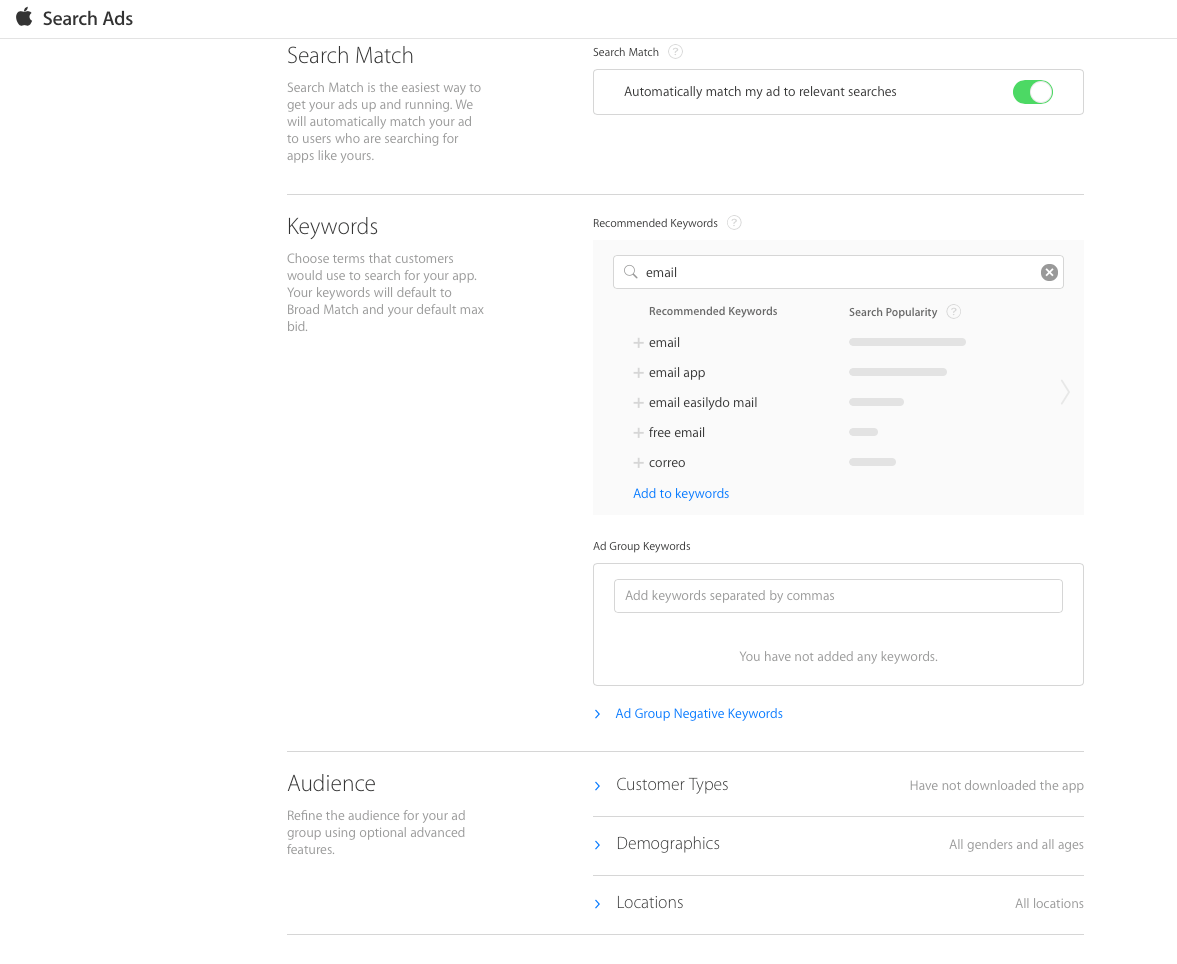 Search Ads
Search Match
Search Match is the easiest way to
get your ads up and running. We
will automatically match your ad
to users who are searching for
apps like yours.
Search Match ?
Automatically match my ad to relevant searches
Keywords
Choose terms that customers
would use to search for your app.
Your keywords will default to
Broad Match and your default max
bid.
Recommended Keywords ?
email
Recommended Keywords Search Popularity ?
+ email
+ email app
+ email easilydo mail
+ free email
+ correo
Add to keywords
Ad Group Keywords
Add keywords separated by commas
You have not added any keywords.
Ad Group Negative Keywords
Audience
Refine the audience for your ad
group using optional advanced
features.
Customer Types Have not downloaded the app
Demographics All genders and all ages
Locations All locations